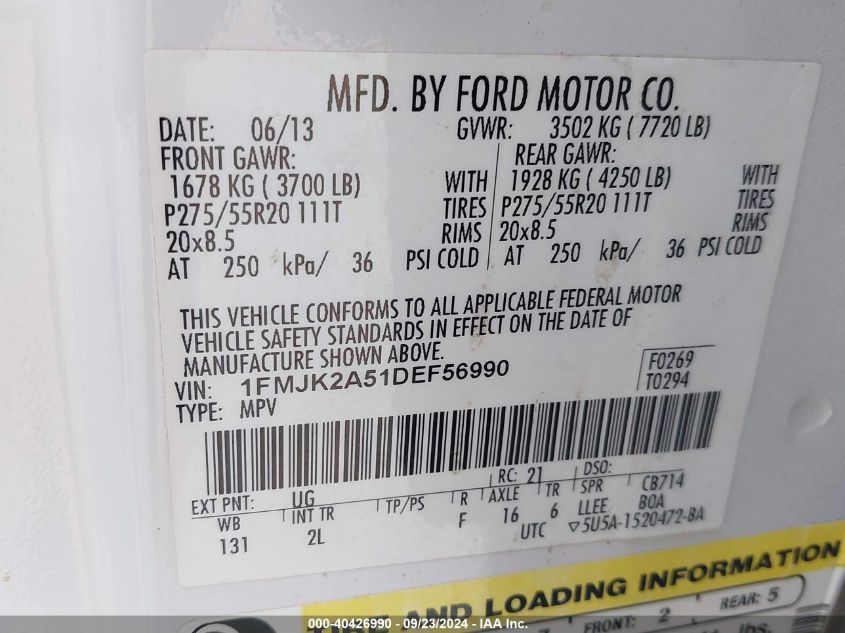 MFD. BY FORD MOTOR CO.
DATE: 06/13 GVWR: 3502 KG ( 7720 LB)
FRONT GAWR: REAR GAWR:
1678 KG ( 3700 LB) WITH 1928 KG ( 4250 LB) WITH
P275/55R20 111T TIRES P275/55R20 111T TIRES
20x8.5 RIMS 20x8.5 RIMS
AT 250 kPa/ 36 PSI COLD AT 250 kPa/ 36 PSI COLD
THIS VEHICLE CONFORMS TO ALL APPLICABLE FEDERAL MOTOR
VEHICLE SAFETY STANDARDS IN EFFECT ON THE DATE OF
MANUFACTURE SHOWN ABOVE.
VIN: 1FMJK2A51DEF56990 F0269
TYPE: MPV T0294
EXT PNT: UG RC: 21 DSO:
WB INT TR TP/PS R AXLE TR SPR CB714
131 2L F 16 6 LLEE BOA
UTC ▽5U5A-1520472-BA
TIRE AND LOADING INFORMATION
FRONT: 2 REAR: 5
lbs.
000-40426990 - 09/23/2024 - IAA Inc.